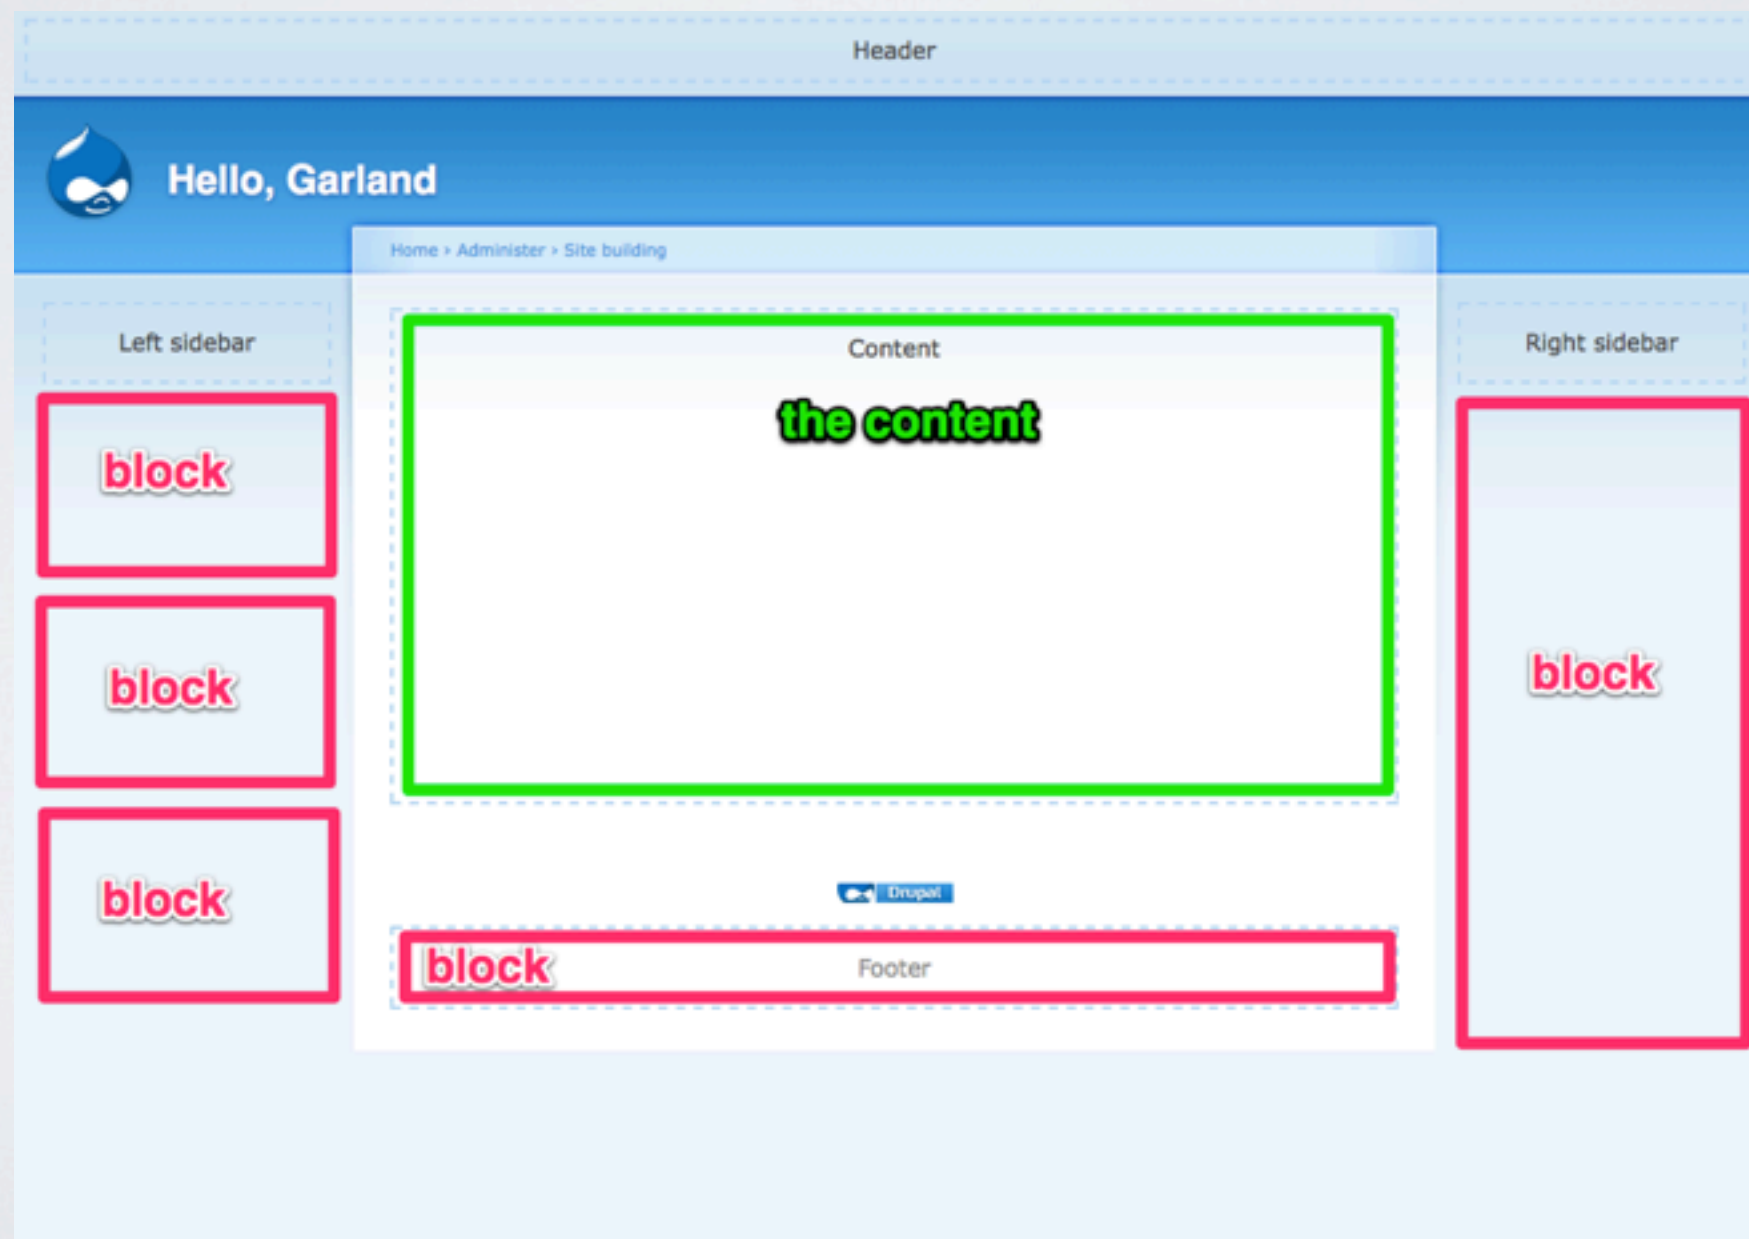 Header
Hello, Garland
Home › Administer › Site building
Left sidebar
Content
Right sidebar
the content
block
block
block
block
Drupal
block
Footer